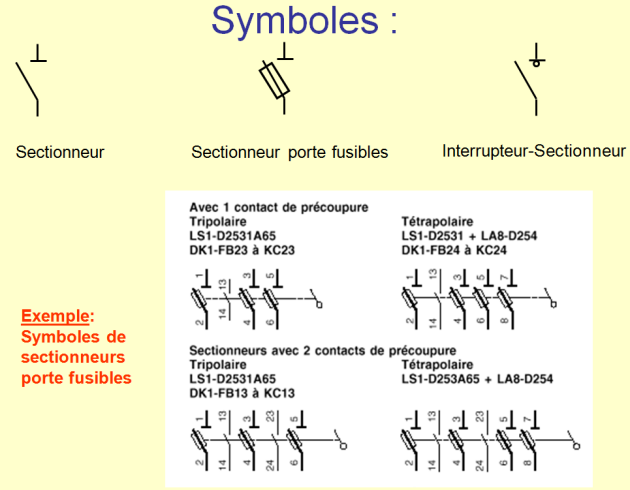 Symboles :
Sectionneur
Sectionneur porte fusibles
Interrupteur-Sectionneur
Exemple:
Symboles de
sectionneurs
porte fusibles
Avec 1 contact de précoupure
Tripolaire
LS1-D2531A65
DK1-FB23 à KC23
1 13 3 5
2 14 4 6
Tétrapolaire
LS1-D2531 + LA8-D254
DK1-FB24 à KC24
1 13 3 5 7
2 14 4 6 8
Sectionneurs avec 2 contacts de précoupure
Tripolaire
LS1-D2531A65
DK1-FB13 à KC13
1 13 3 23 5
2 14 4 24 6
Tétrapolaire
LS1-D253A65 + LA8-D254
1 13 3 23 5 7
2 14 4 24 6 8